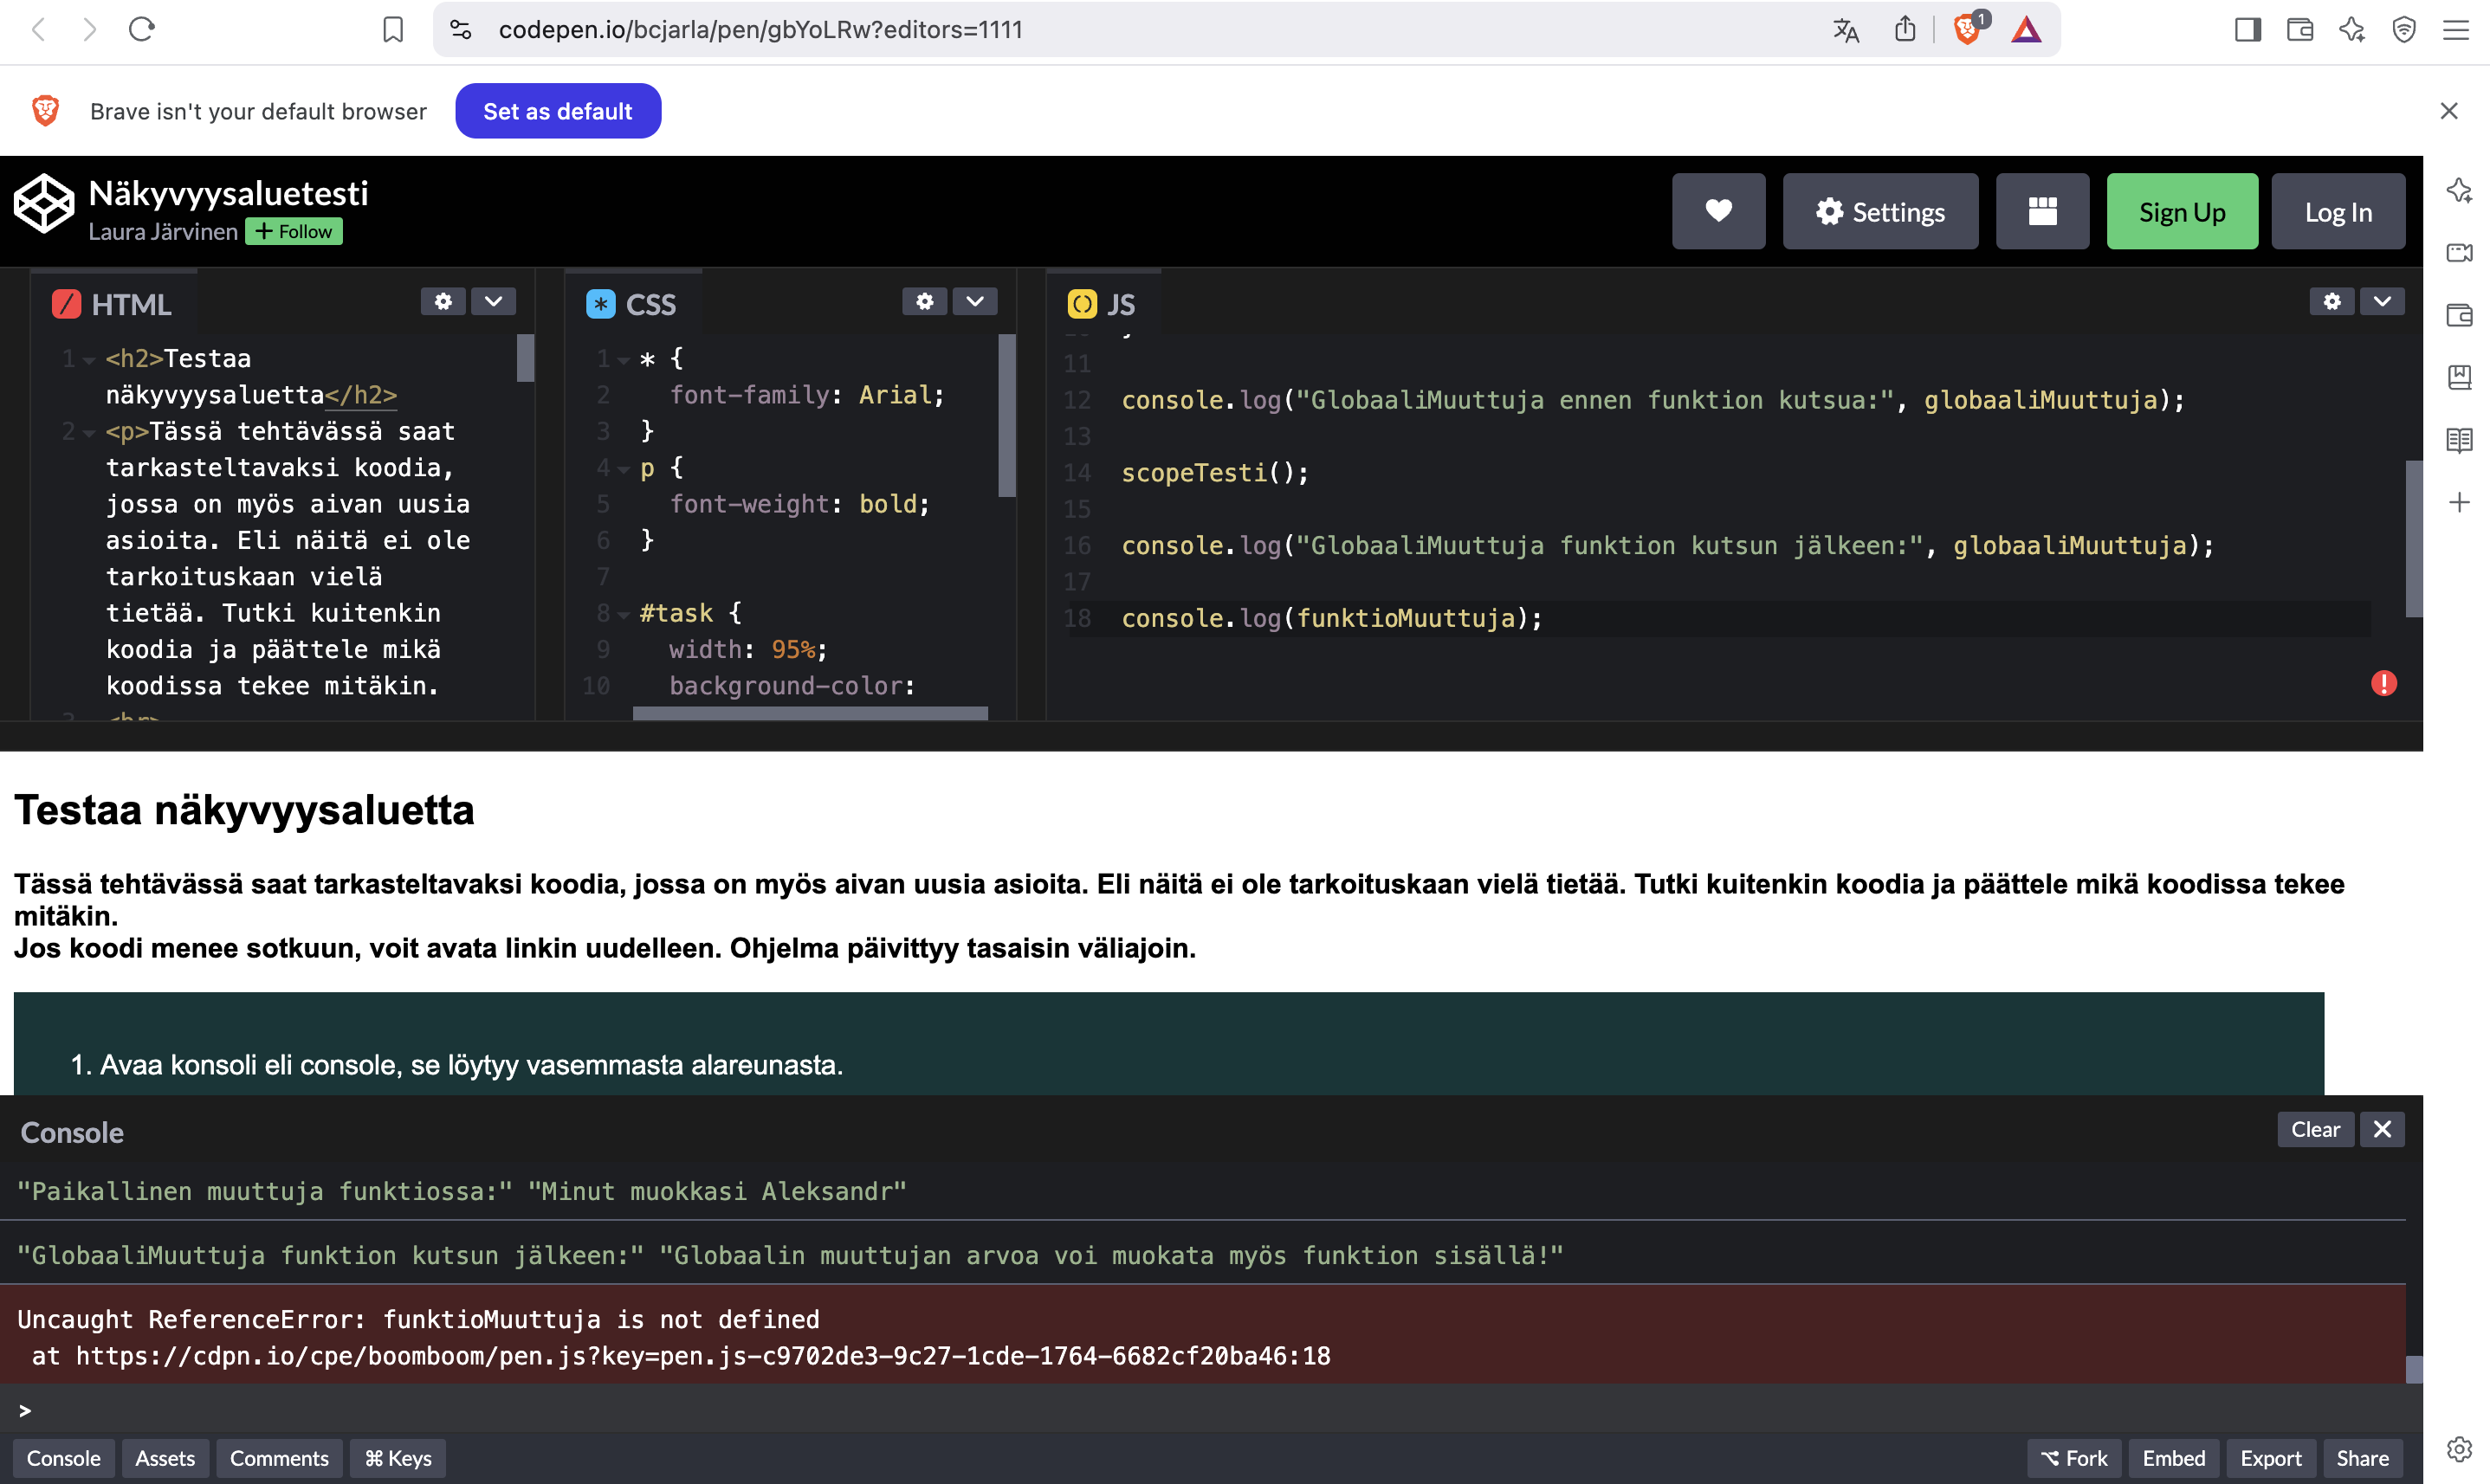 codepen.io/bcjarla/pen/gbYoLRw?editors=1111
1
Brave isn't your default browser
Set as default
Näkyvyysaluetesti
Laura Järvinen
+ Follow
Settings
Sign Up
Log In
HTML
1 <h2>Testaa
näkyvyysaluetta</h2>
2 <p>Tässä tehtävässä saat
tarkasteltavaksi koodia,
jossa on myös aivan uusia
asioita. Eli näitä ei ole
tarkoituskaan vielä
tietää. Tutki kuitenkin
koodia ja päättele mikä
koodissa tekee mitäkin.
3 <br>
CSS
1 * {
2 font-family: Arial;
3 }
4 p {
5 font-weight: bold;
6 }
7
8 #task {
9 width: 95%;
10 background-color:
JS
11
12 console.log("GlobaaliMuuttuja ennen funktion kutsua:", globaaliMuuttuja);
13
14 scopeTesti();
15
16 console.log("GlobaaliMuuttuja funktion kutsun jälkeen:", globaaliMuuttuja);
17
18 console.log(funktioMuuttuja);
Testaa näkyvyysaluetta
Tässä tehtävässä saat tarkasteltavaksi koodia, jossa on myös aivan uusia asioita. Eli näitä ei ole tarkoituskaan vielä tietää. Tutki kuitenkin koodia ja päättele mikä koodissa tekee
mitäkin.
Jos koodi menee sotkuun, voit avata linkin uudelleen. Ohjelma päivittyy tasaisin väliajoin.
1. Avaa konsoli eli console, se löytyy vasemmasta alareunasta.
Console
Clear
"Paikallinen muuttuja funktiossa:" "Minut muokkasi Aleksandr"
"GlobaaliMuuttuja funktion kutsun jälkeen:" "Globaalin muuttujan arvoa voi muokata myös funktion sisällä!"
Uncaught ReferenceError: funktioMuuttuja is not defined
at https://cdpn.io/cpe/boomboom/pen.js?key=pen.js-c9702de3-9c27-1cde-1764-6682cf20ba46:18
>
Console
Assets
Comments
⌘ Keys
Fork
Embed
Export
Share